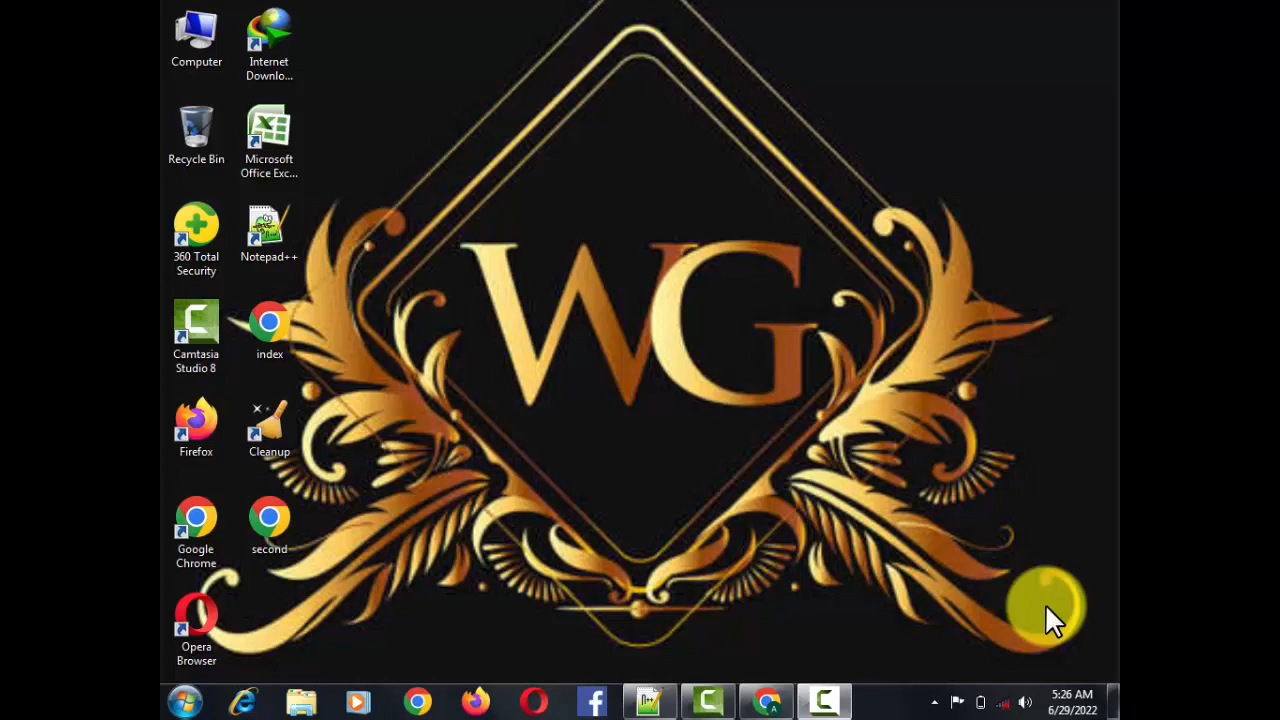 Computer
Internet
Downlo...
Recycle Bin
Microsoft
Office Exc...
360 Total
Security
Notepad++
Camtasia
Studio 8
index
Firefox
Cleanup
Google
Chrome
second
Opera
Browser
WG
5:26 AM
6/29/2022